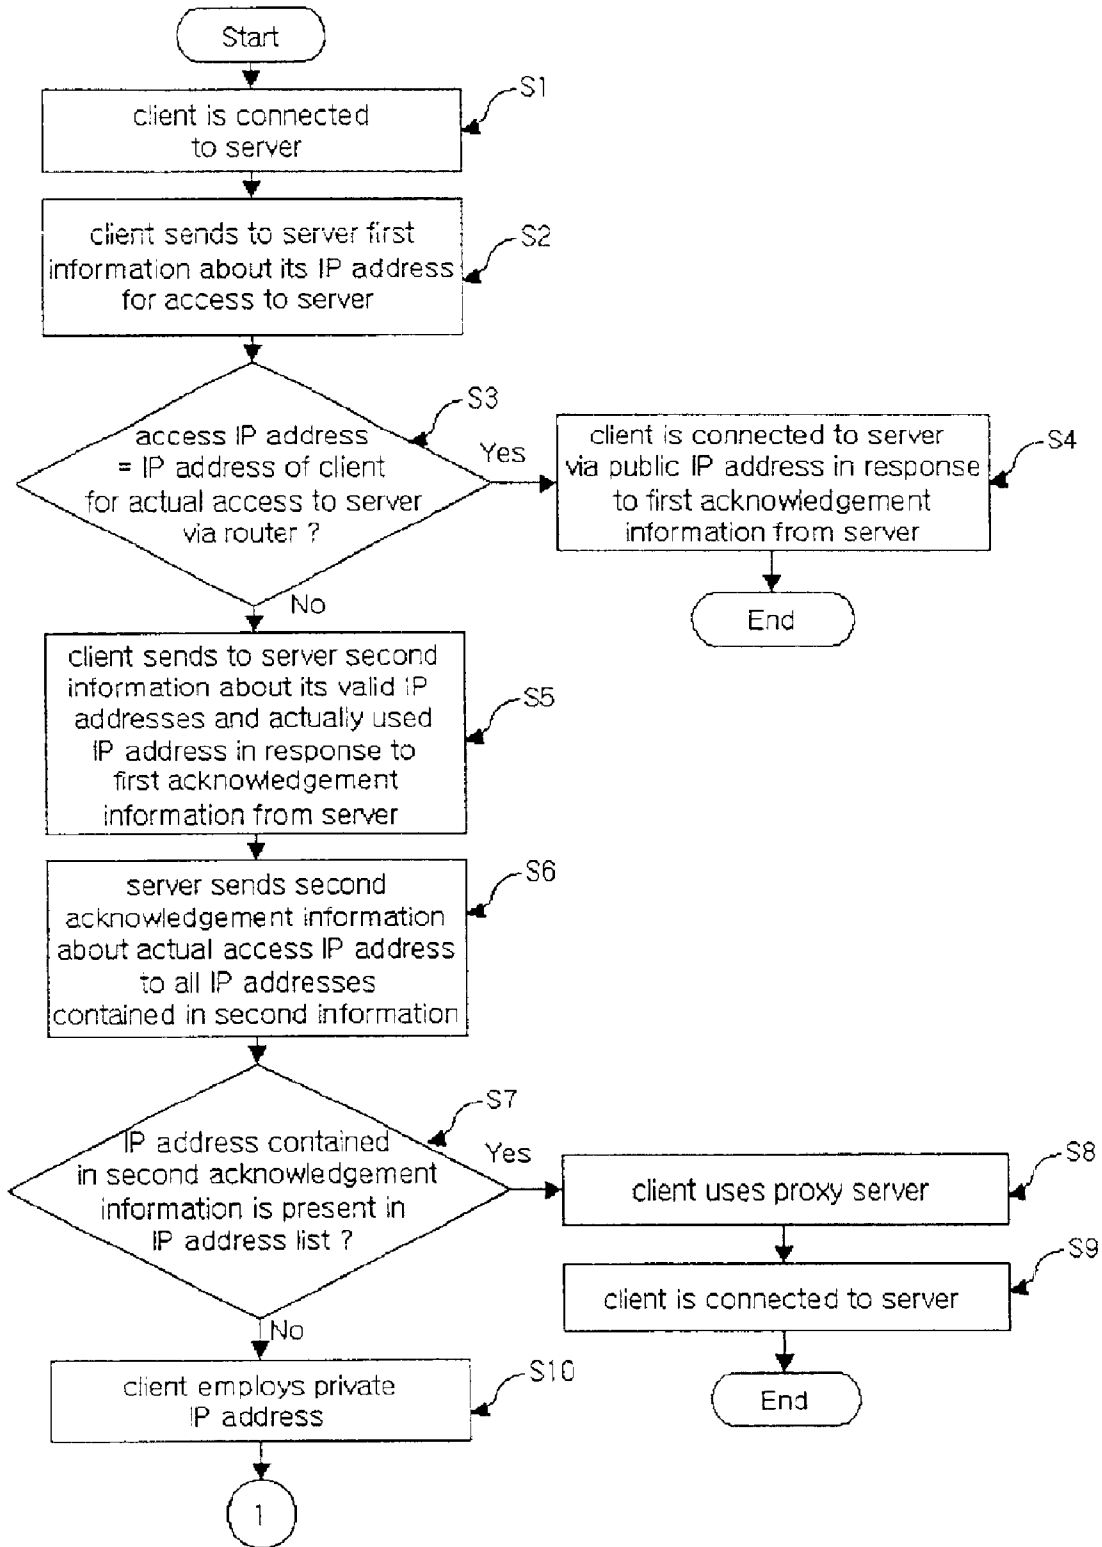 Start
S1
client is connected
to server
S2
client sends to server first
information about its IP address
for access to server
S3
access IP address
= IP address of client
for actual access to server
via router ?
Yes
S4
client is connected to server
via public IP address in response
to first acknowledgement
information from server
End
No
S5
client sends to server second
information about its valid IP
addresses and actually used
IP address in response to
first acknowledgement
information from server
S6
server sends second
acknowledgement information
about actual access IP address
to all IP addresses
contained in second information
S7
IP address contained
in second acknowledgement
information is present in
IP address list ?
Yes
S8
client uses proxy server
S9
client is connected to server
End
No
S10
client employs private
IP address
1